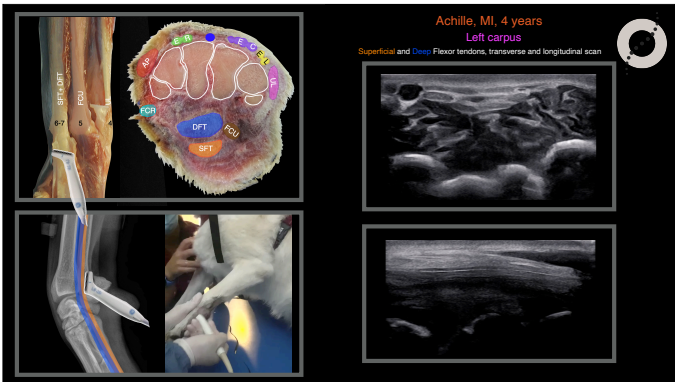 Achille, MI, 4 years
Left carpus
Superficial and Deep Flexor tendons, transverse and longitudinal scan
SFT+ DFT
FCU
6-7
5
4
E R
E C
E L
AP
UL
FCR
DFT
FCU
SFT